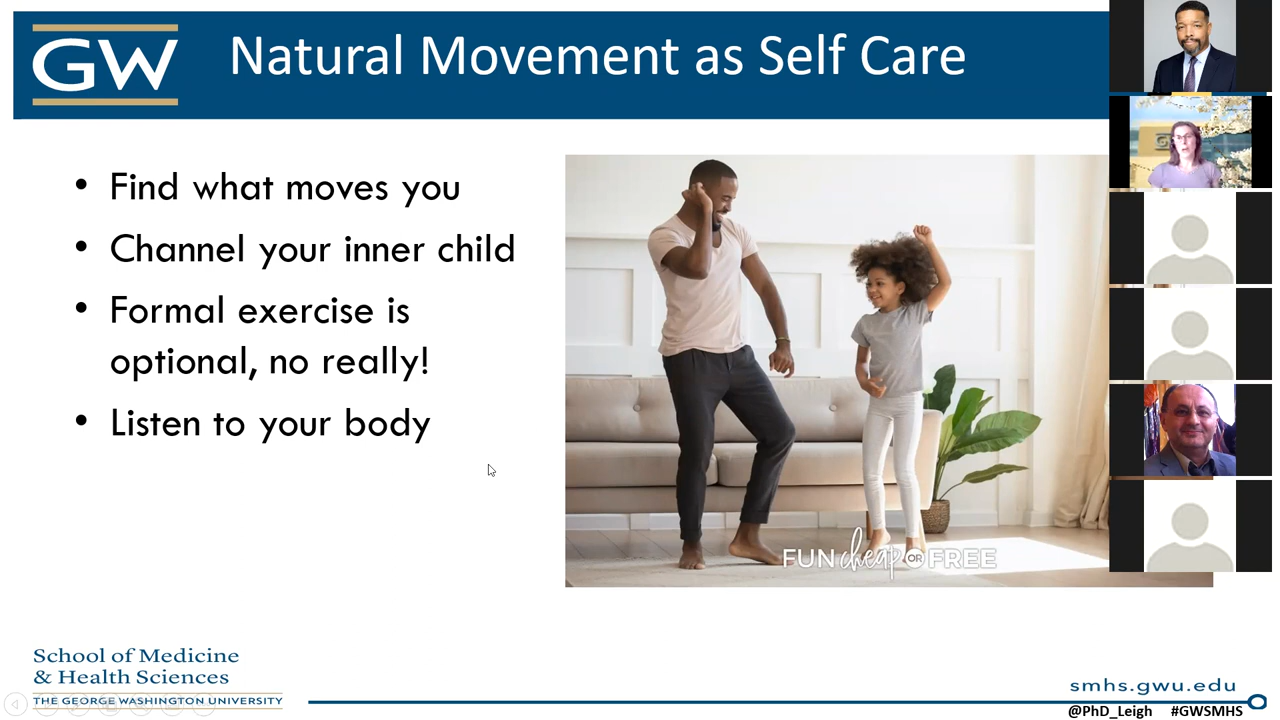 GW
Natural Movement as Self Care
• Find what moves you
• Channel your inner child
• Formal exercise is
optional, no really!
• Listen to your body
FUN cheap OR FREE
School of Medicine
& Health Sciences
THE GEORGE WASHINGTON UNIVERSITY
smhs.gwu.edu
@PhD_Leigh #GWSMHS